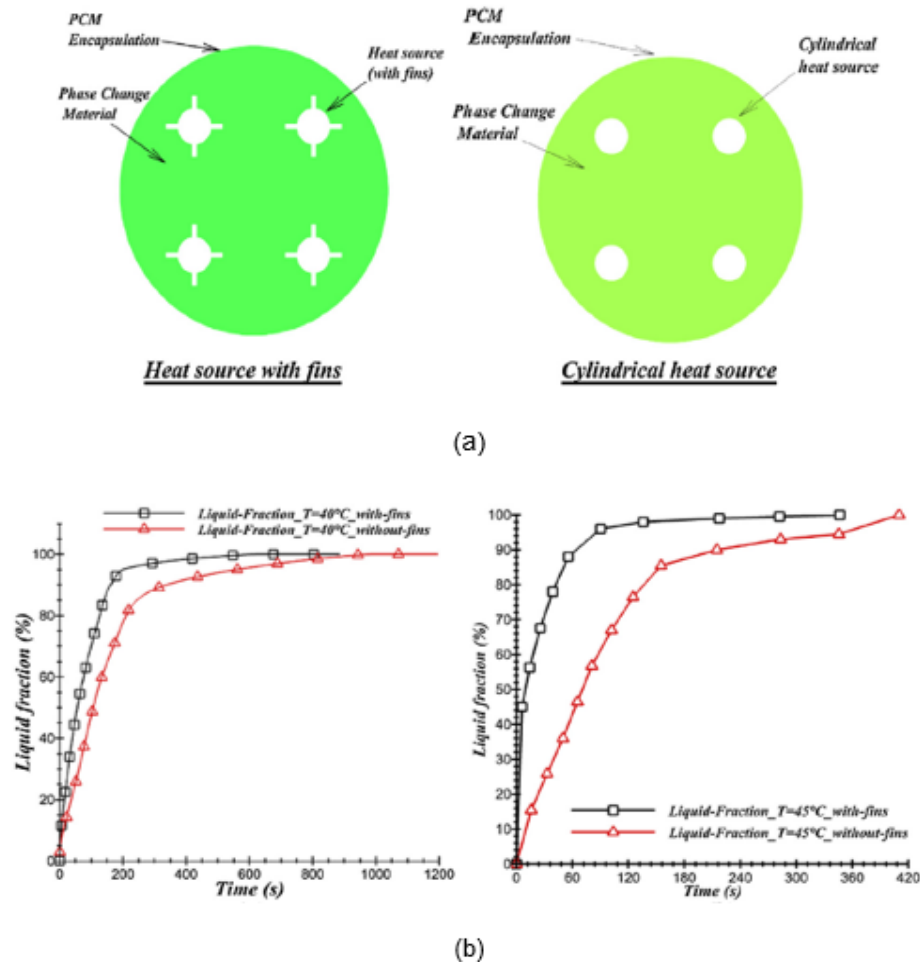 PCM
Encapsulation
Heat source
(with fins)
Phase Change
Material
Heat source with fins
PCM
Encapsulation
Cylindrical
heat source
Phase Change
Material
Cylindrical heat source
(a)
Liquid-Fraction_T=40°C_with-fins
Liquid-Fraction_T=40°C_without-fins
100
80
60
40
20
0
Liquid fraction (%)
0 200 400 600 800 1000 1200
Time (s)
100
90
80
70
60
50
40
30
20
10
0
Liquid fraction (%)
Liquid-Fraction_T=45°C_with-fins
Liquid-Fraction_T=45°C_without-fins
0 60 120 180 240 300 360 420
Time (s)
(b)